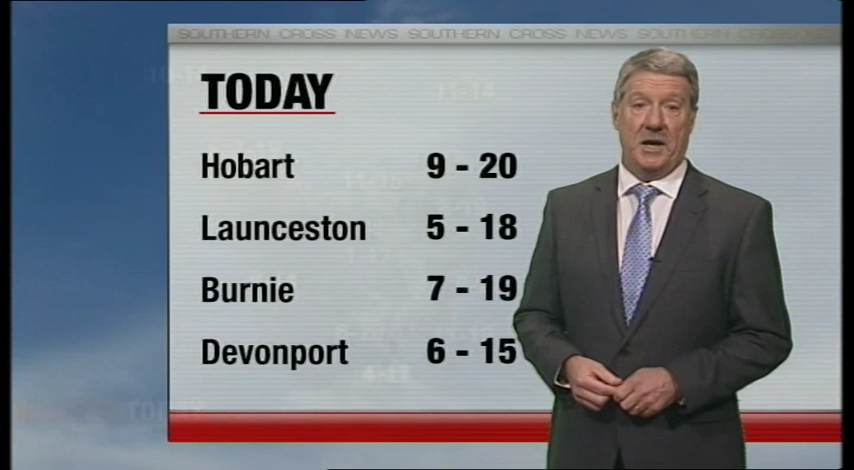 SOUTHERN CROSS NEWS SOUTHERN CROSS NEWS SOUTHERN CROSS
TODAY
Hobart 9 - 20
Launceston 5 - 18
Burnie 7 - 19
Devonport 6 - 15